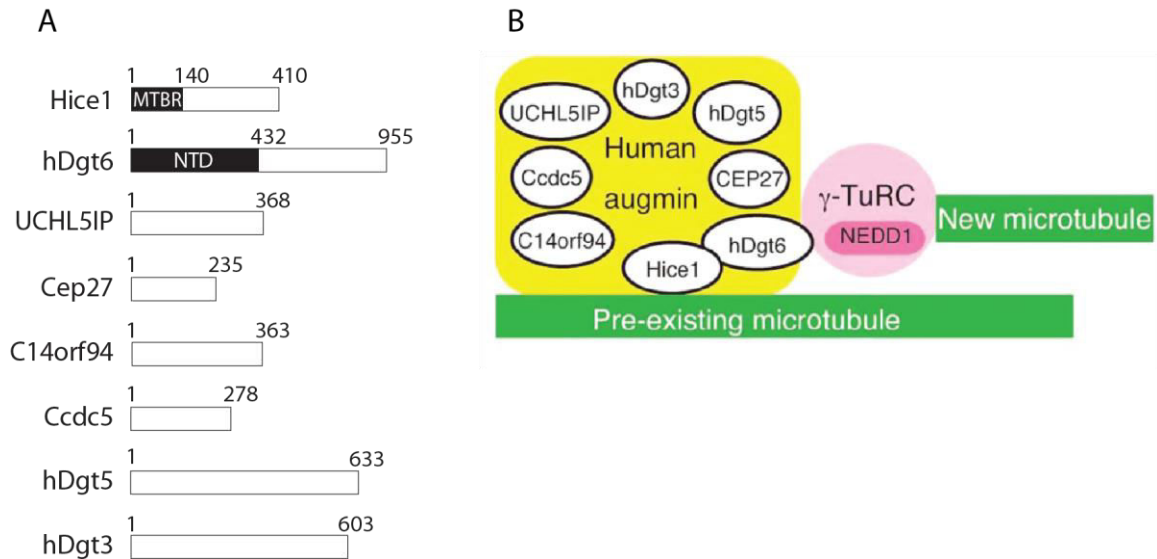 A
1 140 410
Hice1 MTBR
1 432 955
hDgt6 NTD
1 368
UCHL5IP
1 235
Cep27
1 363
C14orf94
1 278
Ccdc5
1 633
hDgt5
1 603
hDgt3
B
hDgt3
UCHL5IP hDgt5
Human
Ccdc5 CEP27
augmin
γ-TuRC
C14orf94 hDgt6 NEDD1 New microtubule
Hice1
Pre-existing microtubule